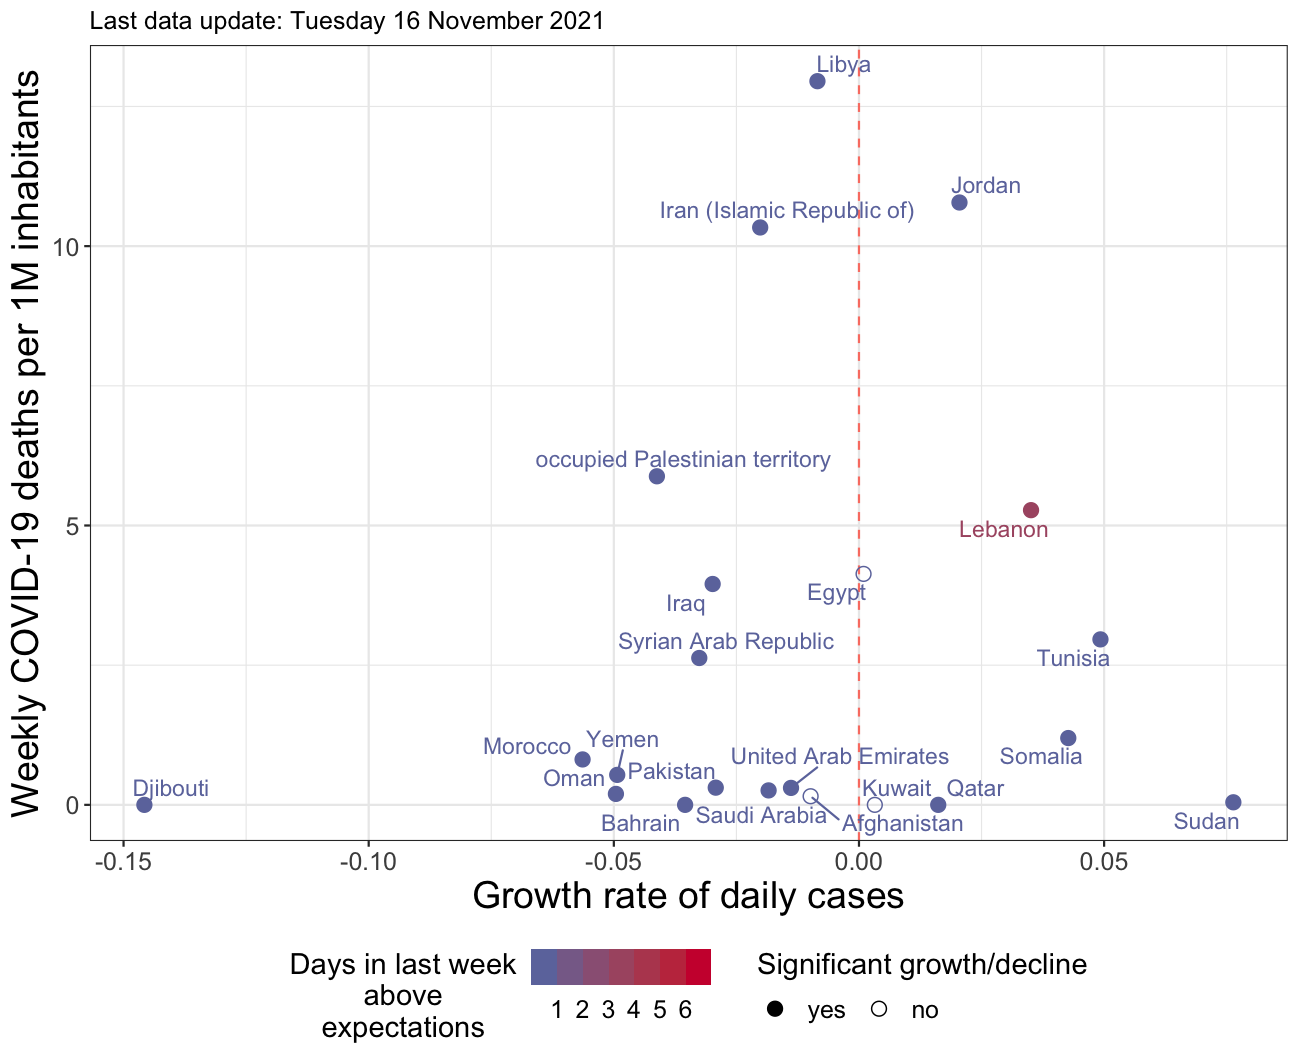 Last data update: Tuesday 16 November 2021
Weekly COVID-19 deaths per 1M inhabitants
10
5
0
Libya
Jordan
Iran (Islamic Republic of)
occupied Palestinian territory
Lebanon
Egypt
Iraq
Syrian Arab Republic
Tunisia
Morocco
Yemen
United Arab Emirates
Somalia
Oman
Pakistan
Djibouti
Kuwait
Qatar
Bahrain
Saudi Arabia
Afghanistan
Sudan
-0.15
-0.10
-0.05
0.00
0.05
Growth rate of daily cases
Days in last week
above
expectations
1 2 3 4 5 6
Significant growth/decline
yes
no